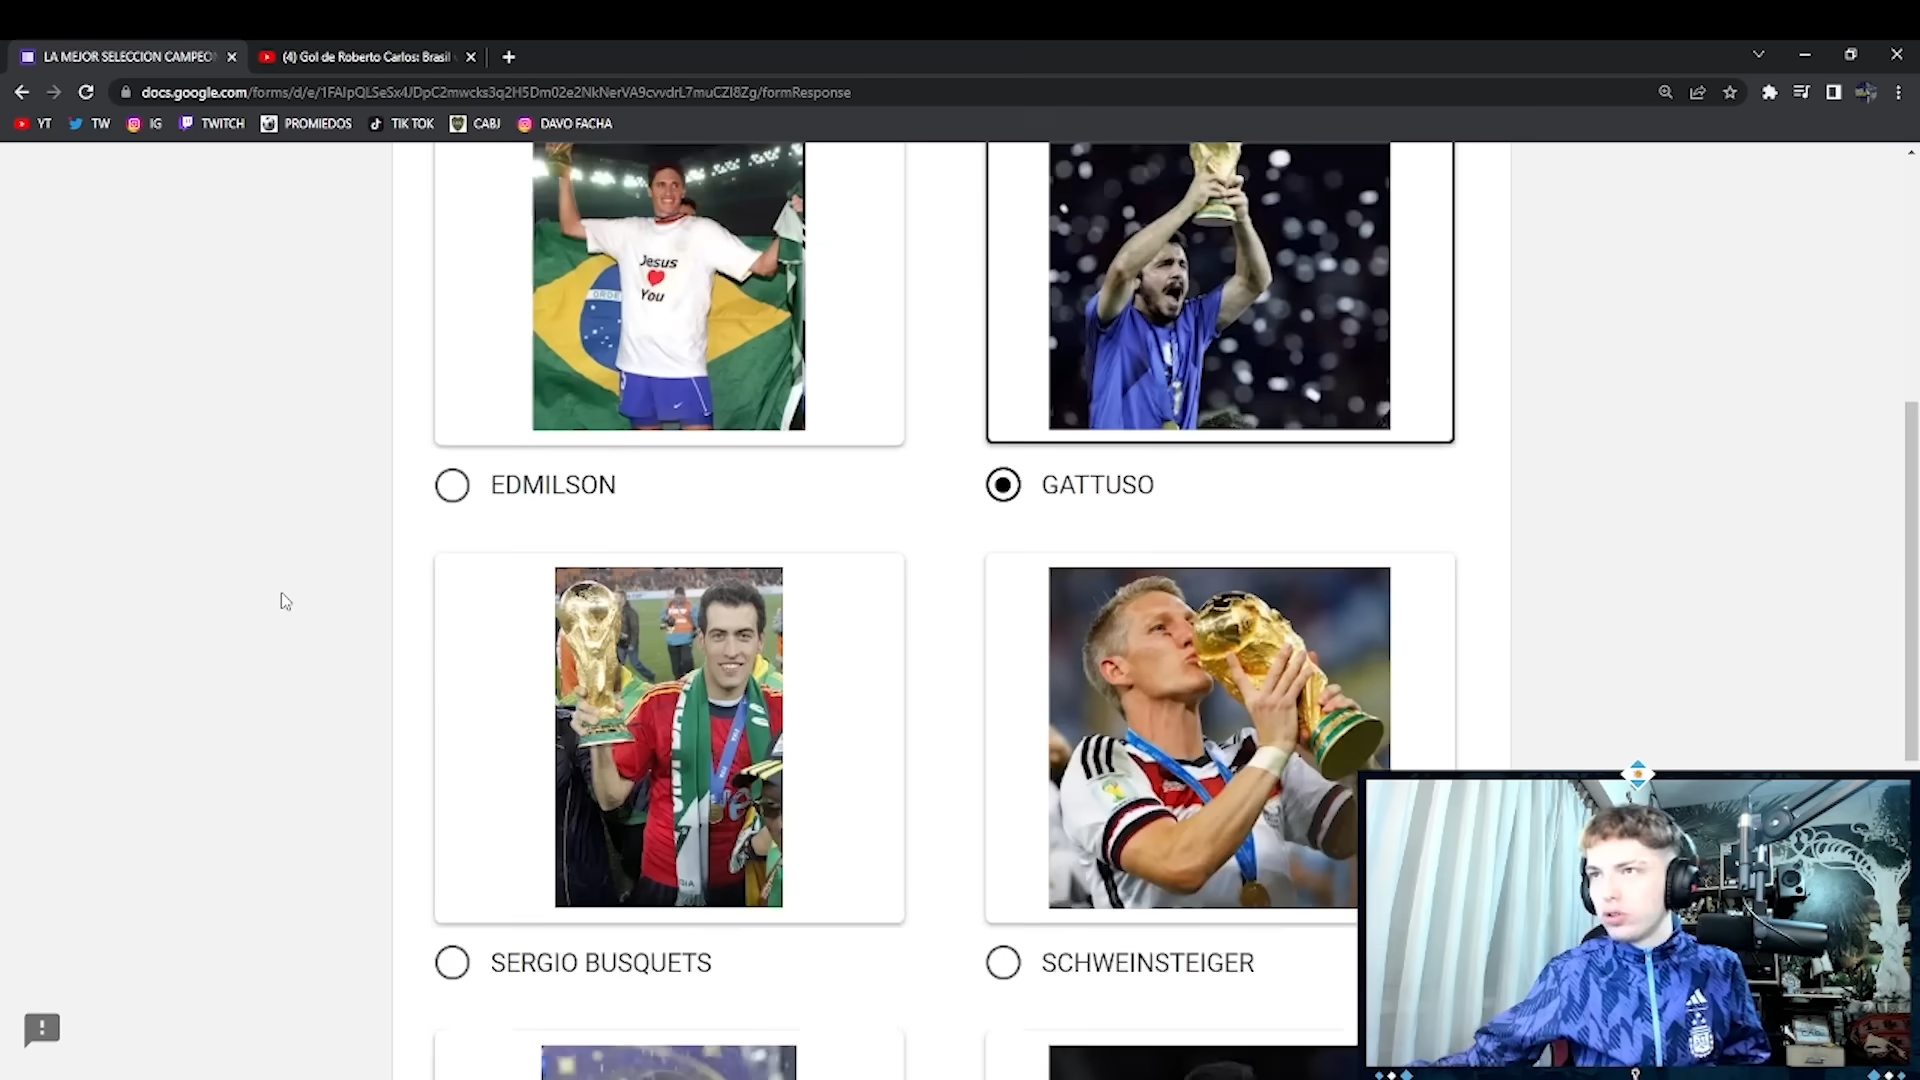 LA MEJOR SELECCION CAMPEO
(4) Gol de Roberto Carlos: Brasil
docs.google.com/forms/d/e/1FAIpQLSeSx4JDpC2mwcks3q2H5Dm02e2NkNerVA9cvvdrL7muCZI8Zg/formResponse
YT
TW
IG
TWITCH
PROMIEDOS
TIK TOK
CABJ
DAVO FACHA
Jesus
You
ORDE
EDMILSON
GATTUSO
SERGIO BUSQUETS
SCHWEINSTEIGER